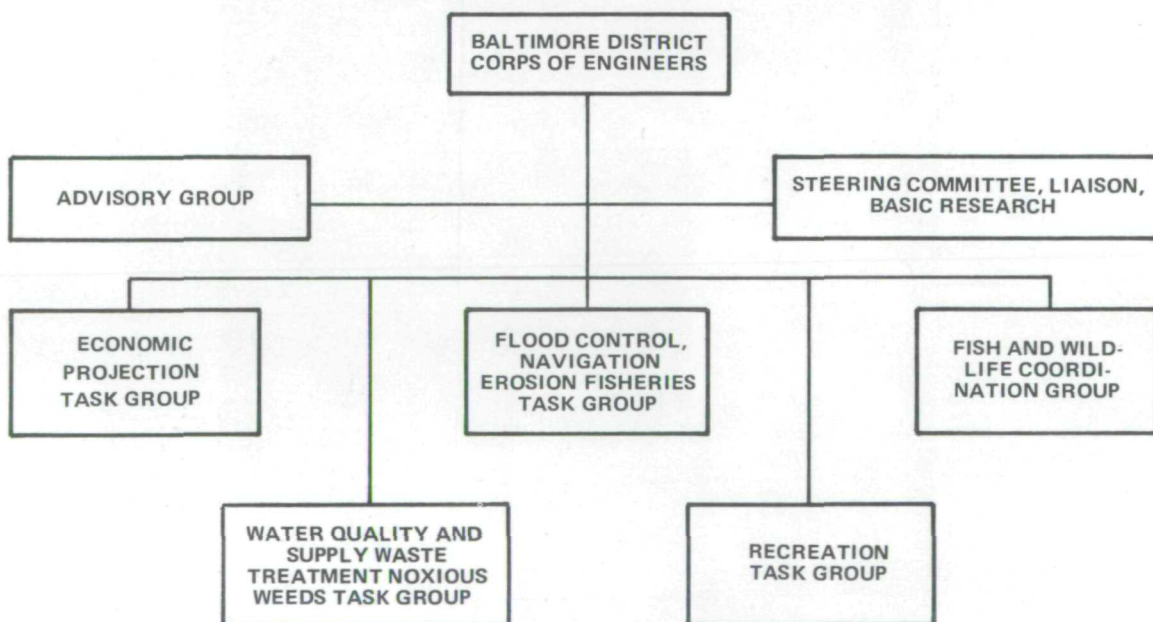 BALTIMORE DISTRICT
CORPS OF ENGINEERS
ADVISORY GROUP
STEERING COMMITTEE, LIAISON,
BASIC RESEARCH
ECONOMIC
PROJECTION
TASK GROUP
FLOOD CONTROL,
NAVIGATION
EROSION FISHERIES
TASK GROUP
FISH AND WILD-
LIFE COORDI-
NATION GROUP
WATER QUALITY AND
SUPPLY WASTE
TREATMENT NOXIOUS
WEEDS TASK GROUP
RECREATION
TASK GROUP